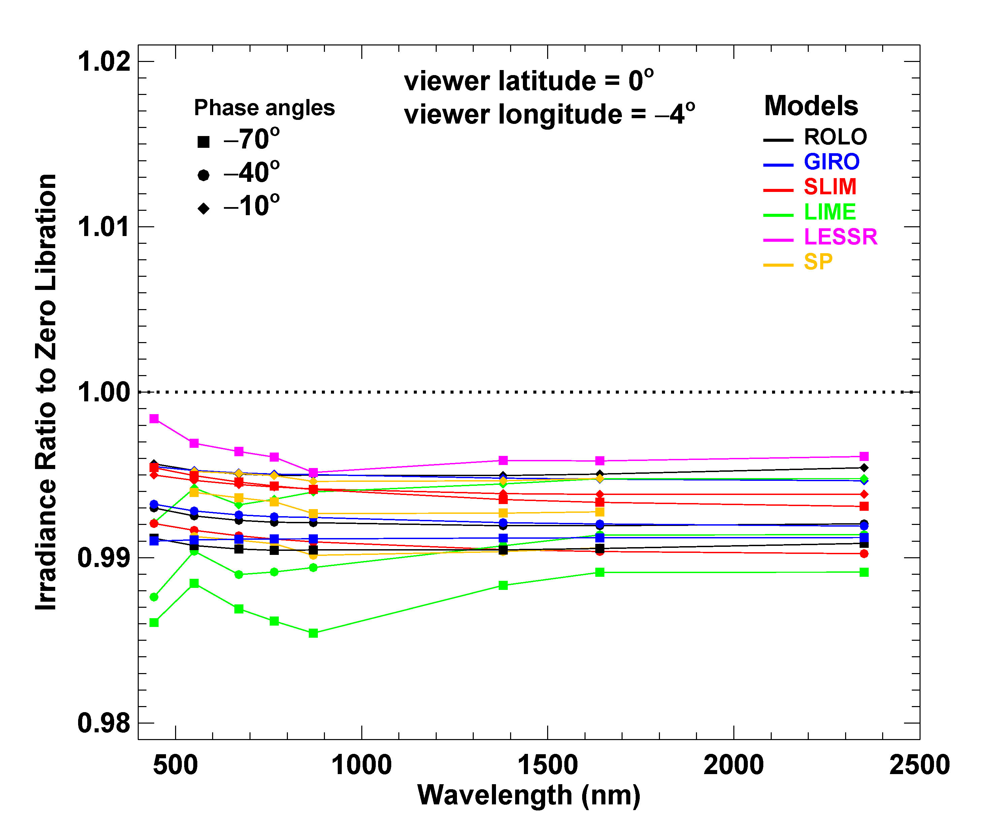 viewer latitude = 0°
viewer longitude = –4°
Phase angles
–70°
–40°
–10°
Models
ROLO
GIRO
SLIM
LIME
LESSR
SP
Irradiance Ratio to Zero Libration
1.02
1.01
1.00
0.99
0.98
500 1000 1500 2000 2500
Wavelength (nm)